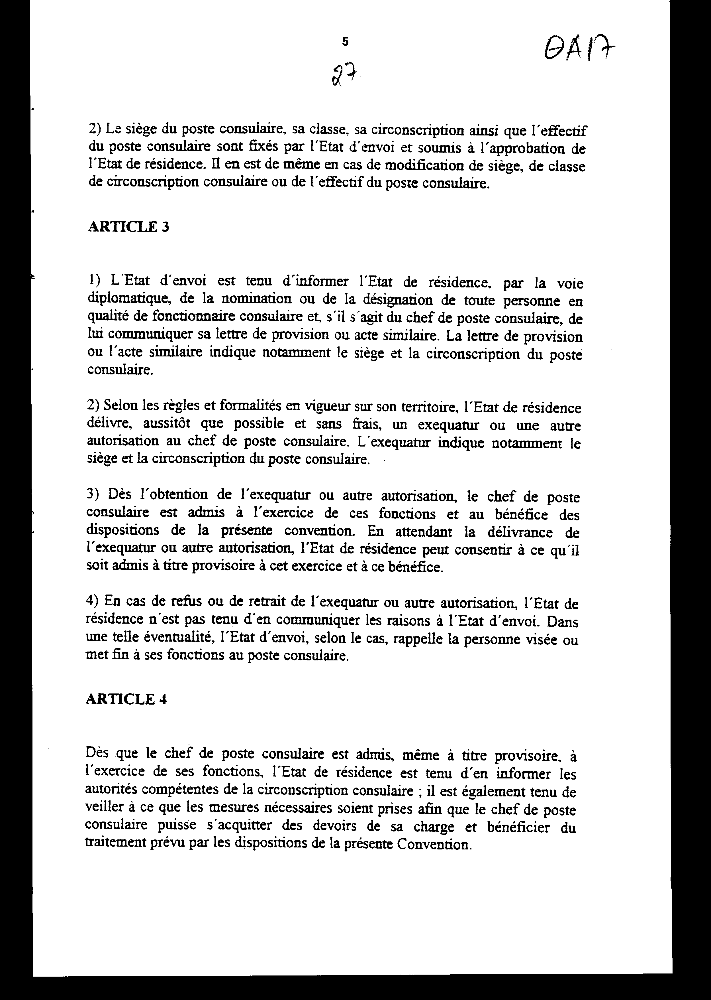 5
ΘΑ17
27
2) Le siège du poste consulaire, sa classe, sa circonscription ainsi que l´effectif
du poste consulaire sont fixés par l´Etat d´envoi et soumis à l´approbation de
l´Etat de résidence. Il en est de même en cas de modification de siège, de classe
de circonscription consulaire ou de l´effectif du poste consulaire.
ARTICLE 3
1) L´Etat d´envoi est tenu d´informer l´Etat de résidence, par la voie
diplomatique, de la nomination ou de la désignation de toute personne en
qualité de fonctionnaire consulaire et, s´il s´agit du chef de poste consulaire, de
lui communiquer sa lettre de provision ou acte similaire. La lettre de provision
ou l´acte similaire indique notamment le siège et la circonscription du poste
consulaire.
2) Selon les règles et formalités en vigueur sur son territoire, l´Etat de résidence
délivre, aussitôt que possible et sans frais, un exequatur ou une autre
autorisation au chef de poste consulaire. L´exequatur indique notamment le
siège et la circonscription du poste consulaire.
3) Dès l´obtention de l´exequatur ou autre autorisation, le chef de poste
consulaire est admis à l´exercice de ces fonctions et au bénéfice des
dispositions de la présente convention. En attendant la délivrance de
l´exequatur ou autre autorisation, l´Etat de résidence peut consentir à ce qu´il
soit admis à titre provisoire à cet exercice et à ce bénéfice.
4) En cas de refus ou de retrait de l´exequatur ou autre autorisation, l´Etat de
résidence n´est pas tenu d´en communiquer les raisons à l´Etat d´envoi. Dans
une telle éventualité, l´Etat d´envoi, selon le cas, rappelle la personne visée ou
met fin à ses fonctions au poste consulaire.
ARTICLE 4
Dès que le chef de poste consulaire est admis, même à titre provisoire, à
l´exercice de ses fonctions, l´Etat de résidence est tenu d´en informer les
autorités compétentes de la circonscription consulaire ; il est également tenu de
veiller à ce que les mesures nécessaires soient prises afin que le chef de poste
consulaire puisse s´acquitter des devoirs de sa charge et bénéficier du
traitement prévu par les dispositions de la présente Convention.